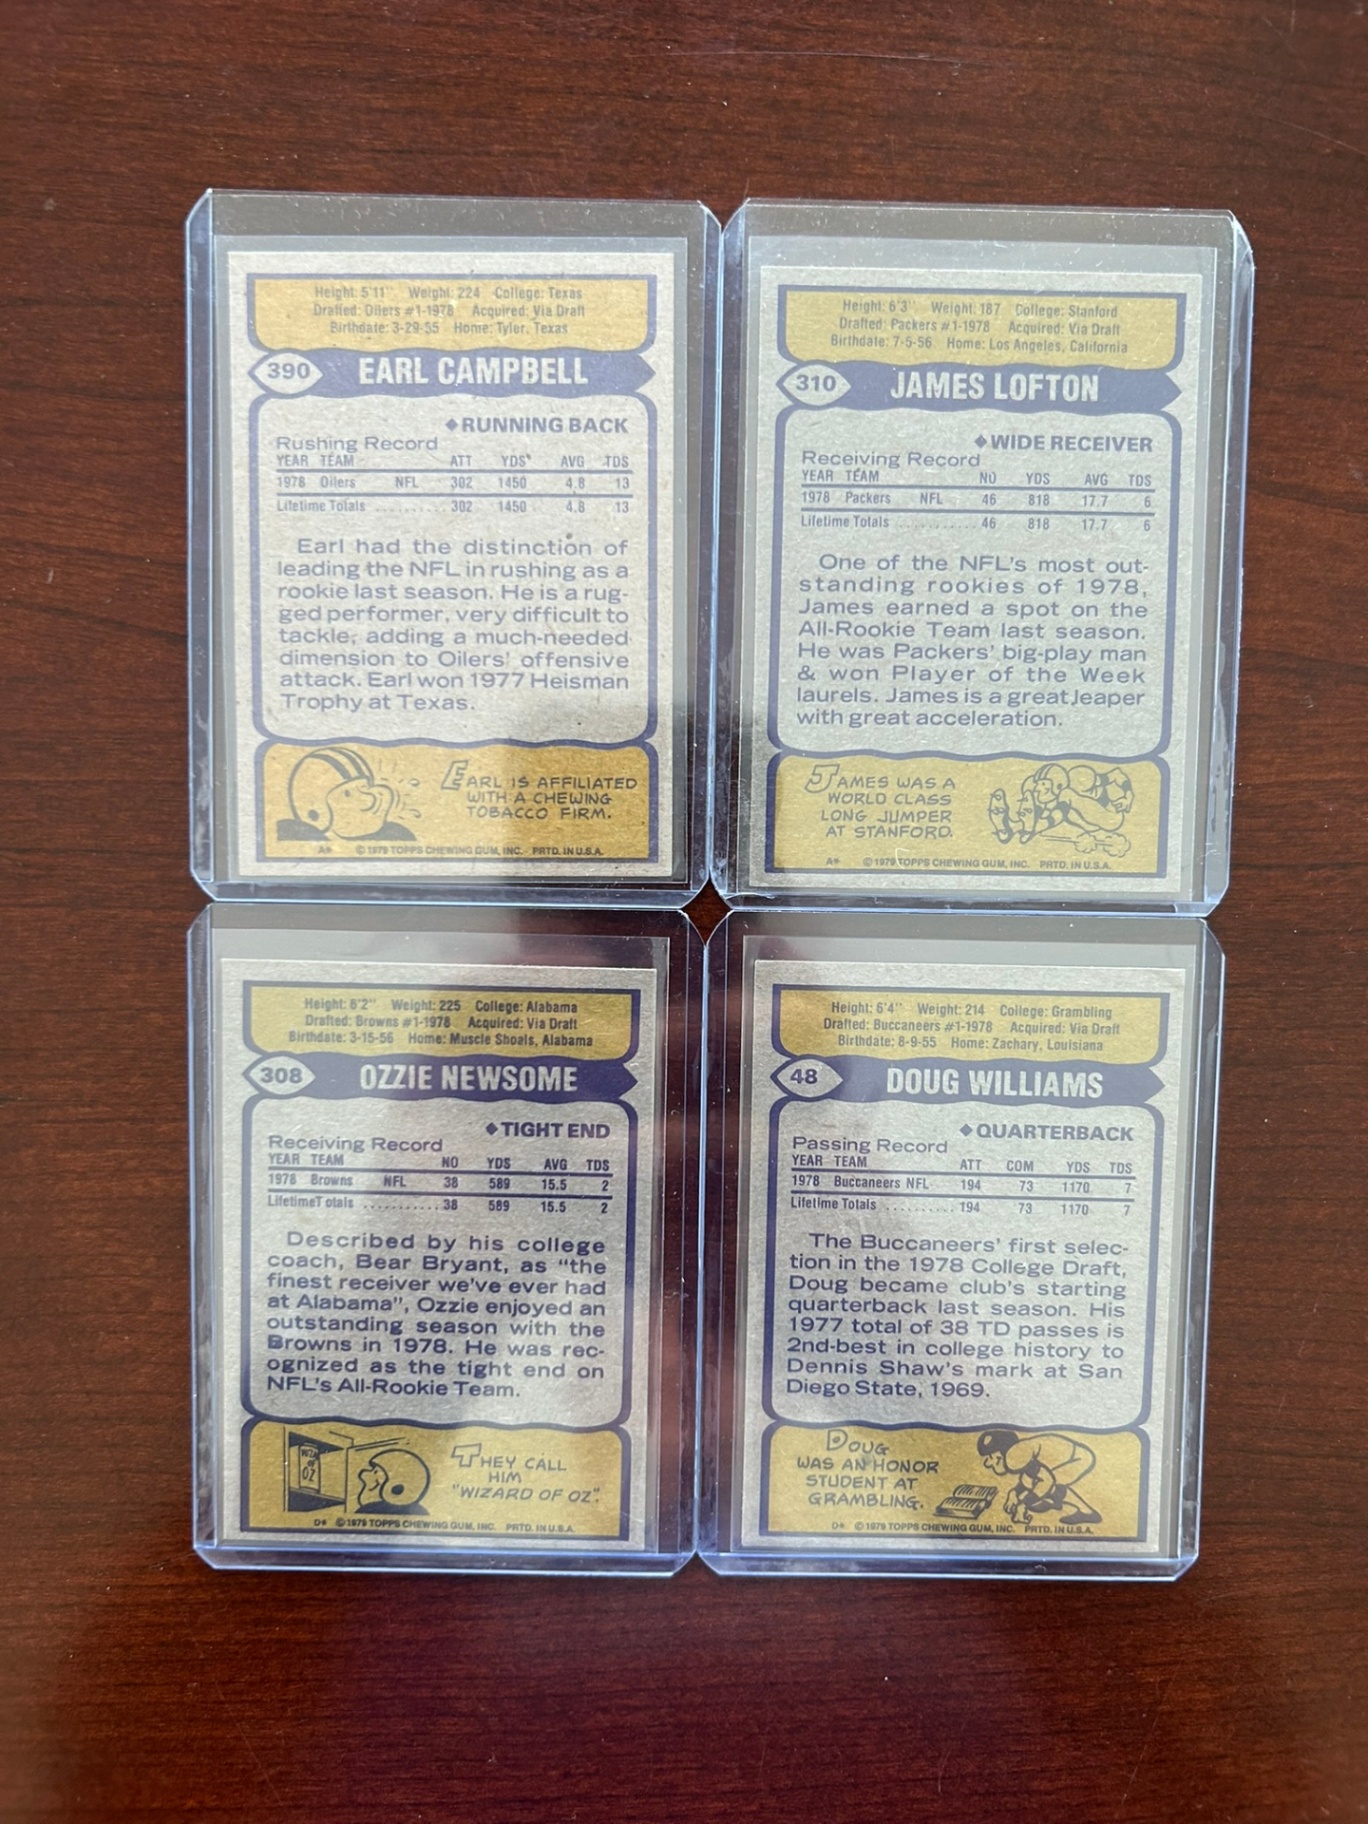 Height: 5'11" Weight: 224 College: Texas
Drafted: Oilers #1-1978 Acquired: Via Draft
Birthdate: 3-29-55 Home: Tyler, Texas
390 EARL CAMPBELL
◆RUNNING BACK
Rushing Record
YEAR TEAM ATT YDS AVG TDS
1978 Oilers NFL 302 1450 4.8 13
Lifetime Totals .......... 302 1450 4.8 13
Earl had the distinction of
leading the NFL in rushing as a
rookie last season. He is a rug-
ged performer, very difficult to
tackle, adding a much-needed
dimension to Oilers' offensive
attack. Earl won 1977 Heisman
Trophy at Texas.
EARL IS AFFILIATED
WITH A CHEWING
TOBACCO FIRM.
A* © 1979 TOPPS CHEWING GUM, INC. PRTD. IN U.S.A.
Height: 6'3" Weight: 187 College: Stanford
Drafted: Packers #1-1978 Acquired: Via Draft
Birthdate: 7-5-56 Home: Los Angeles, California
310 JAMES LOFTON
◆WIDE RECEIVER
Receiving Record
YEAR TEAM NO YDS AVG TDS
1978 Packers NFL 46 818 17.7 6
Lifetime Totals ........... 46 818 17.7 6
One of the NFL's most out-
standing rookies of 1978,
James earned a spot on the
All-Rookie Team last season.
He was Packers' big-play man
& won Player of the Week
laurels. James is a great leaper
with great acceleration.
JAMES WAS A
WORLD CLASS
LONG JUMPER
AT STANFORD.
A* © 1979 TOPPS CHEWING GUM, INC. PRTD. IN U.S.A.
Height: 6'2" Weight: 225 College: Alabama
Drafted: Browns #1-1978 Acquired: Via Draft
Birthdate: 3-15-56 Home: Muscle Shoals, Alabama
308 OZZIE NEWSOME
◆TIGHT END
Receiving Record
YEAR TEAM NO YDS AVG TDS
1978 Browns NFL 38 589 15.5 2
LifetimeTotals ........... 38 589 15.5 2
Described by his college
coach, Bear Bryant, as "the
finest receiver we've ever had
at Alabama", Ozzie enjoyed an
outstanding season with the
Browns in 1978. He was rec-
ognized as the tight end on
NFL's All-Rookie Team.
WIZ
OF
OZ
THEY CALL
HIM
"WIZARD OF OZ".
D* © 1979 TOPPS CHEWING GUM, INC. PRTD. IN U.S.A.
Height: 6'4" Weight: 214 College: Grambling
Drafted: Buccaneers #1-1978 Acquired: Via Draft
Birthdate: 8-9-55 Home: Zachary, Louisiana
48 DOUG WILLIAMS
◆QUARTERBACK
Passing Record
YEAR TEAM ATT COM YDS TDS
1978 Buccaneers NFL 194 73 1170 7
Lifetime Totals .......... 194 73 1170 7
The Buccaneers' first selec-
tion in the 1978 College Draft,
Doug became club's starting
quarterback last season. His
1977 total of 38 TD passes is
2nd-best in college history to
Dennis Shaw's mark at San
Diego State, 1969.
DOUG
WAS AN HONOR
STUDENT AT
GRAMBLING.
D* © 1979 TOPPS CHEWING GUM, INC. PRTD. IN U.S.A.